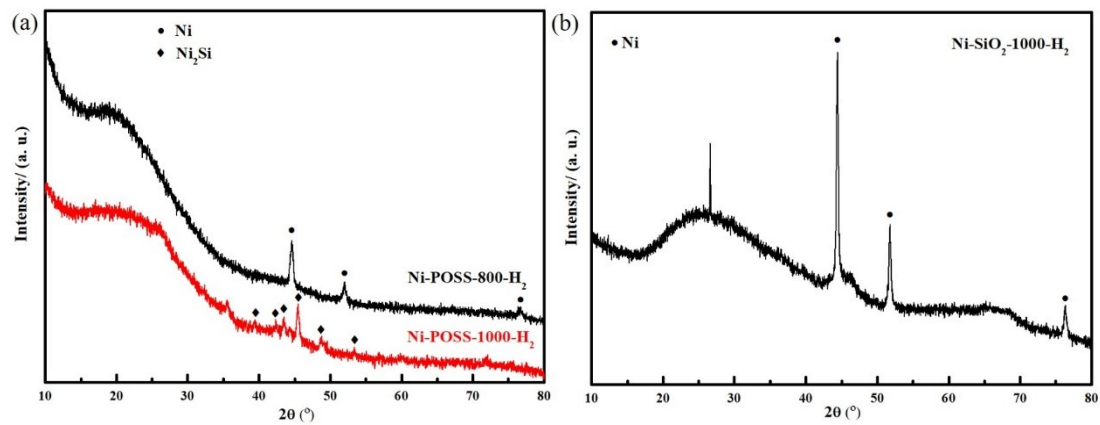 (a)
● Ni
◆ Ni₂Si
Intensity/ (a. u.)
Ni-POSS-800-H₂
Ni-POSS-1000-H₂
10 20 30 40 50 60 70 80
2θ (°)
(b)
● Ni
Ni-SiO₂-1000-H₂
Intensity/ (a. u.)
10 20 30 40 50 60 70 80
2θ (°)